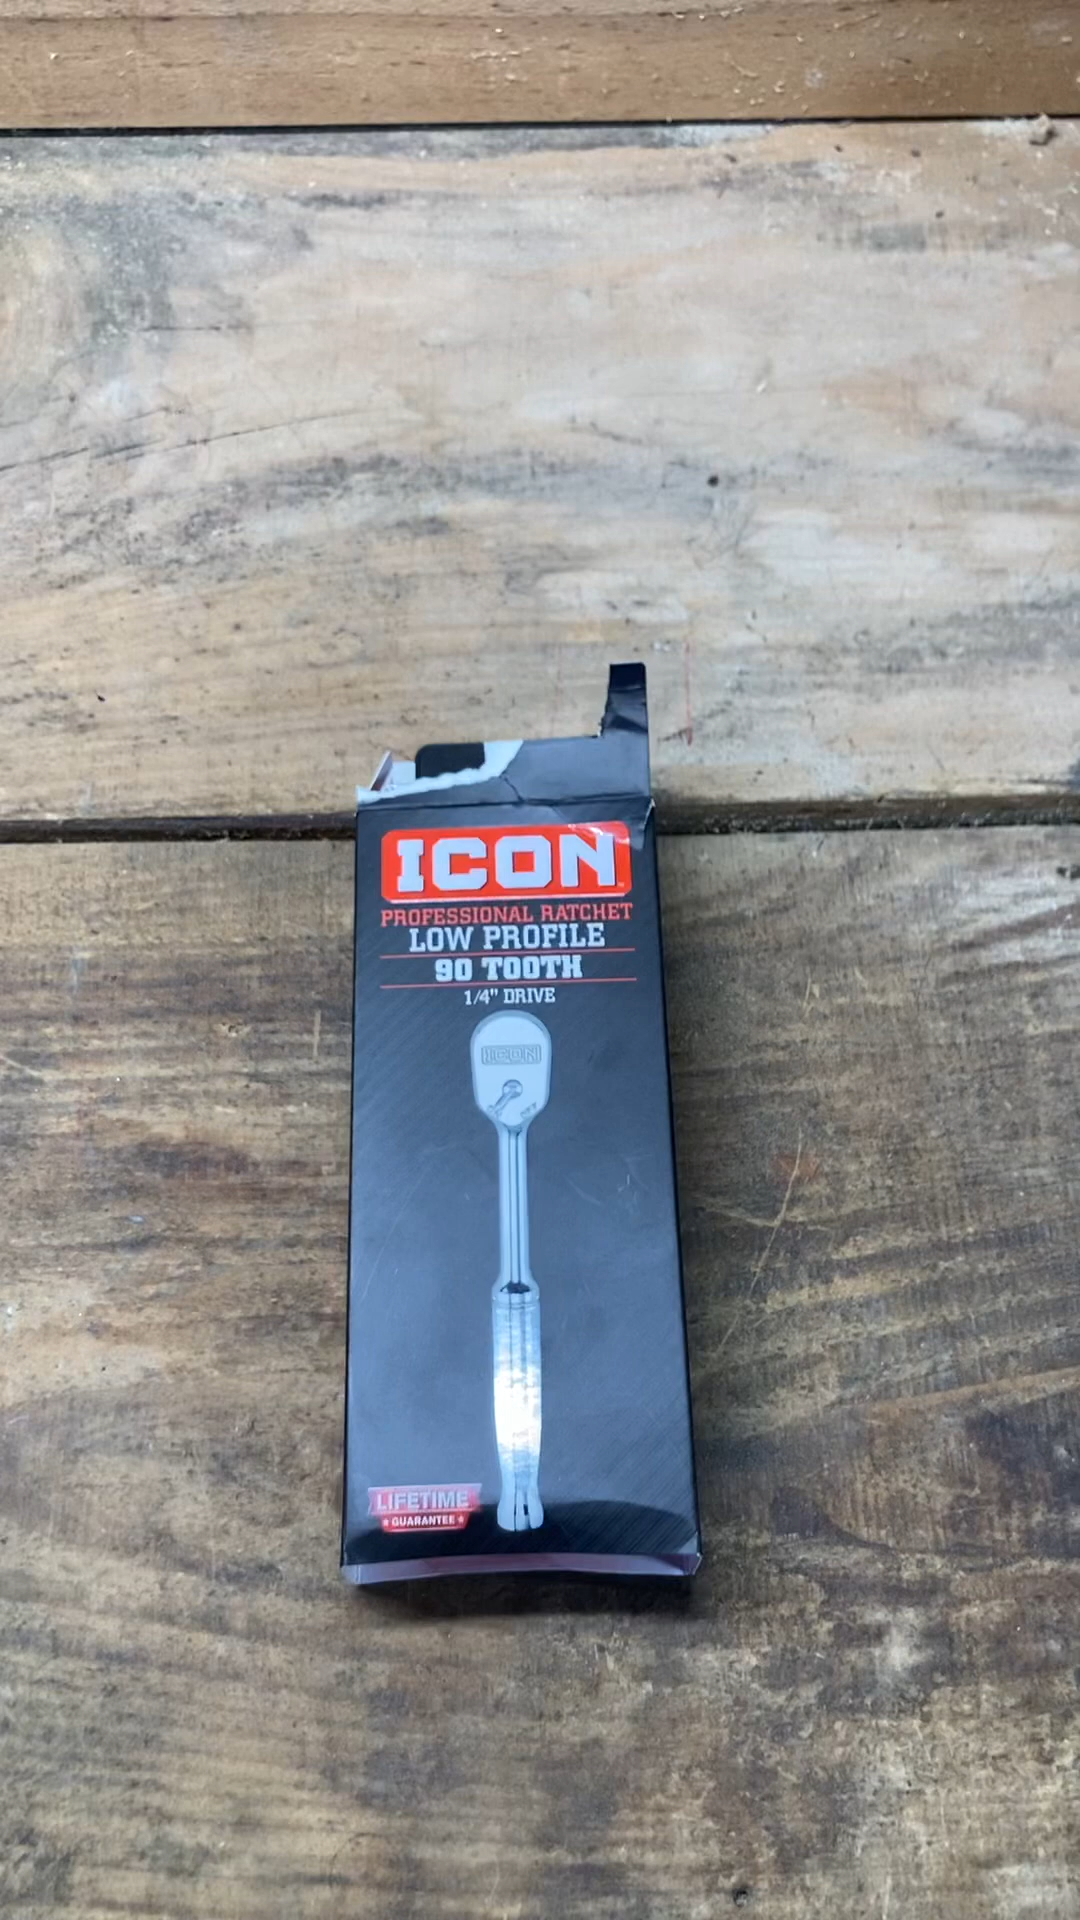 ICON
PROFESSIONAL RATCHET
LOW PROFILE
90 TOOTH
1/4" DRIVE
ICON
LIFETIME
GUARANTEE